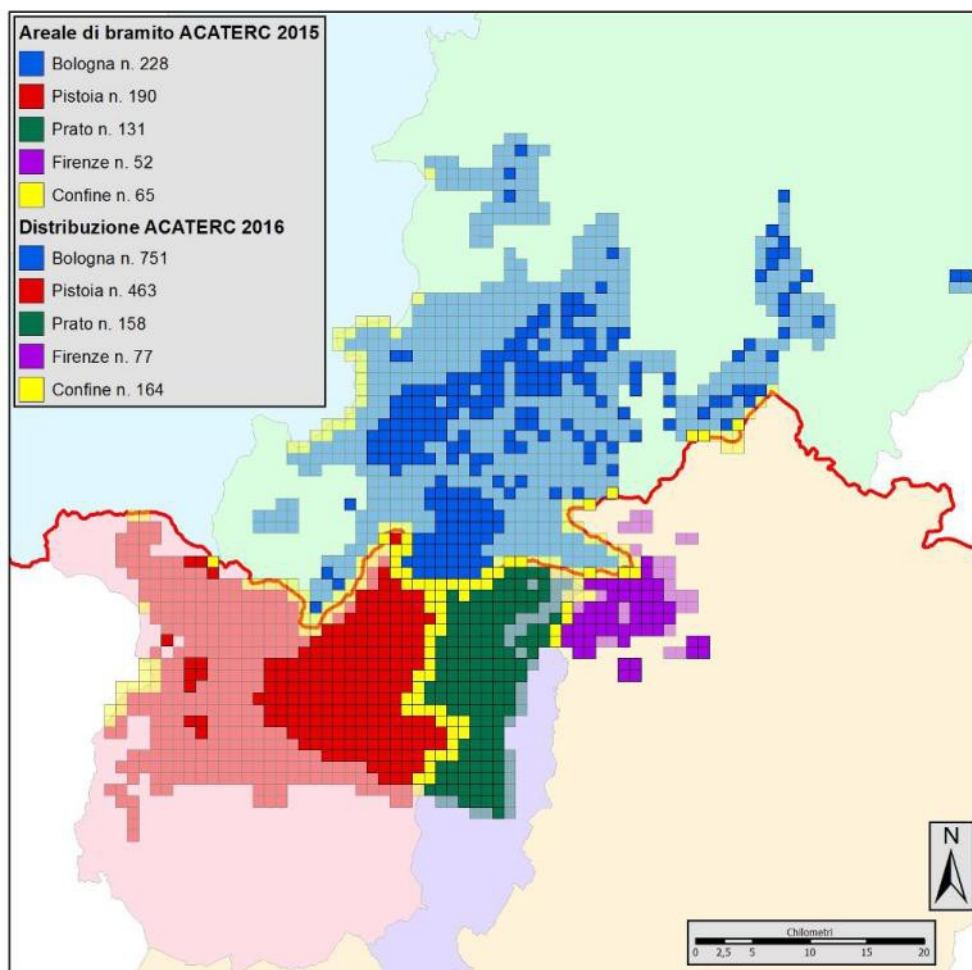 Areale di bramito ACATERC 2015
Bologna n. 228
Pistoia n. 190
Prato n. 131
Firenze n. 52
Confine n. 65
Distribuzione ACATERC 2016
Bologna n. 751
Pistoia n. 463
Prato n. 158
Firenze n. 77
Confine n. 164
N
Chilometri
0 2,5 5 10 15 20